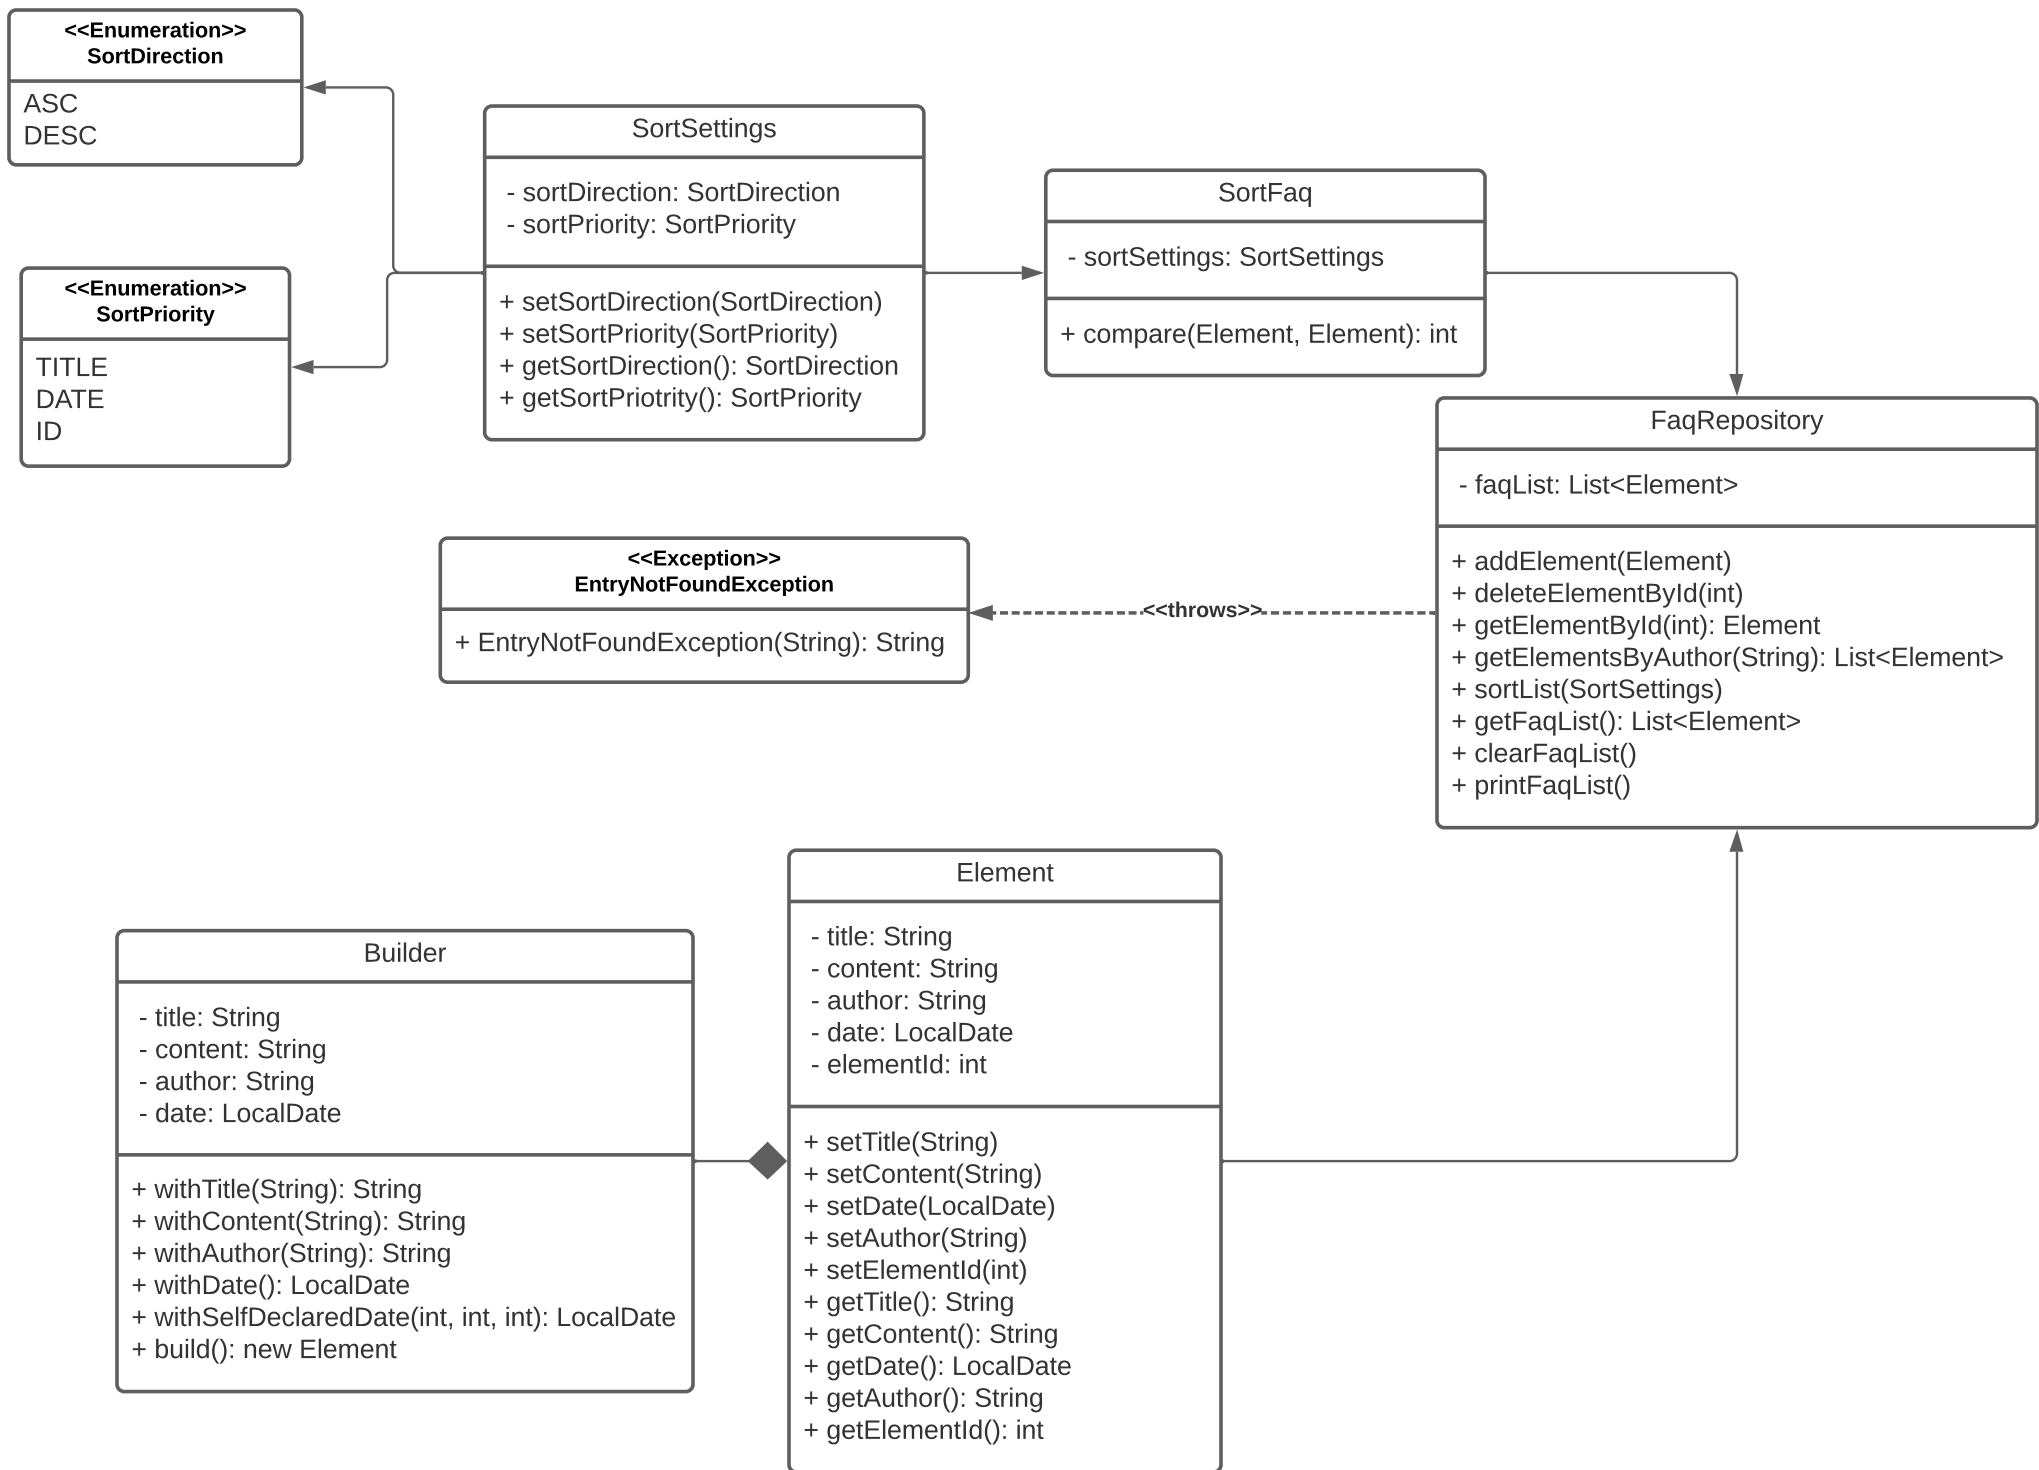 <<Enumeration>>
SortDirection
ASC
DESC
<<Enumeration>>
SortPriority
TITLE
DATE
ID
SortSettings
- sortDirection: SortDirection
- sortPriority: SortPriority
+ setSortDirection(SortDirection)
+ setSortPriority(SortPriority)
+ getSortDirection(): SortDirection
+ getSortPriotrity(): SortPriority
SortFaq
- sortSettings: SortSettings
+ compare(Element, Element): int
FaqRepository
- faqList: List<Element>
+ addElement(Element)
+ deleteElementById(int)
+ getElementById(int): Element
+ getElementsByAuthor(String): List<Element>
+ sortList(SortSettings)
+ getFaqList(): List<Element>
+ clearFaqList()
+ printFaqList()
<<Exception>>
EntryNotFoundException
+ EntryNotFoundException(String): String
<<throws>>
Builder
- title: String
- content: String
- author: String
- date: LocalDate
+ withTitle(String): String
+ withContent(String): String
+ withAuthor(String): String
+ withDate(): LocalDate
+ withSelfDeclaredDate(int, int, int): LocalDate
+ build(): new Element
Element
- title: String
- content: String
- author: String
- date: LocalDate
- elementId: int
+ setTitle(String)
+ setContent(String)
+ setDate(LocalDate)
+ setAuthor(String)
+ setElementId(int)
+ getTitle(): String
+ getContent(): String
+ getDate(): LocalDate
+ getAuthor(): String
+ getElementId(): int